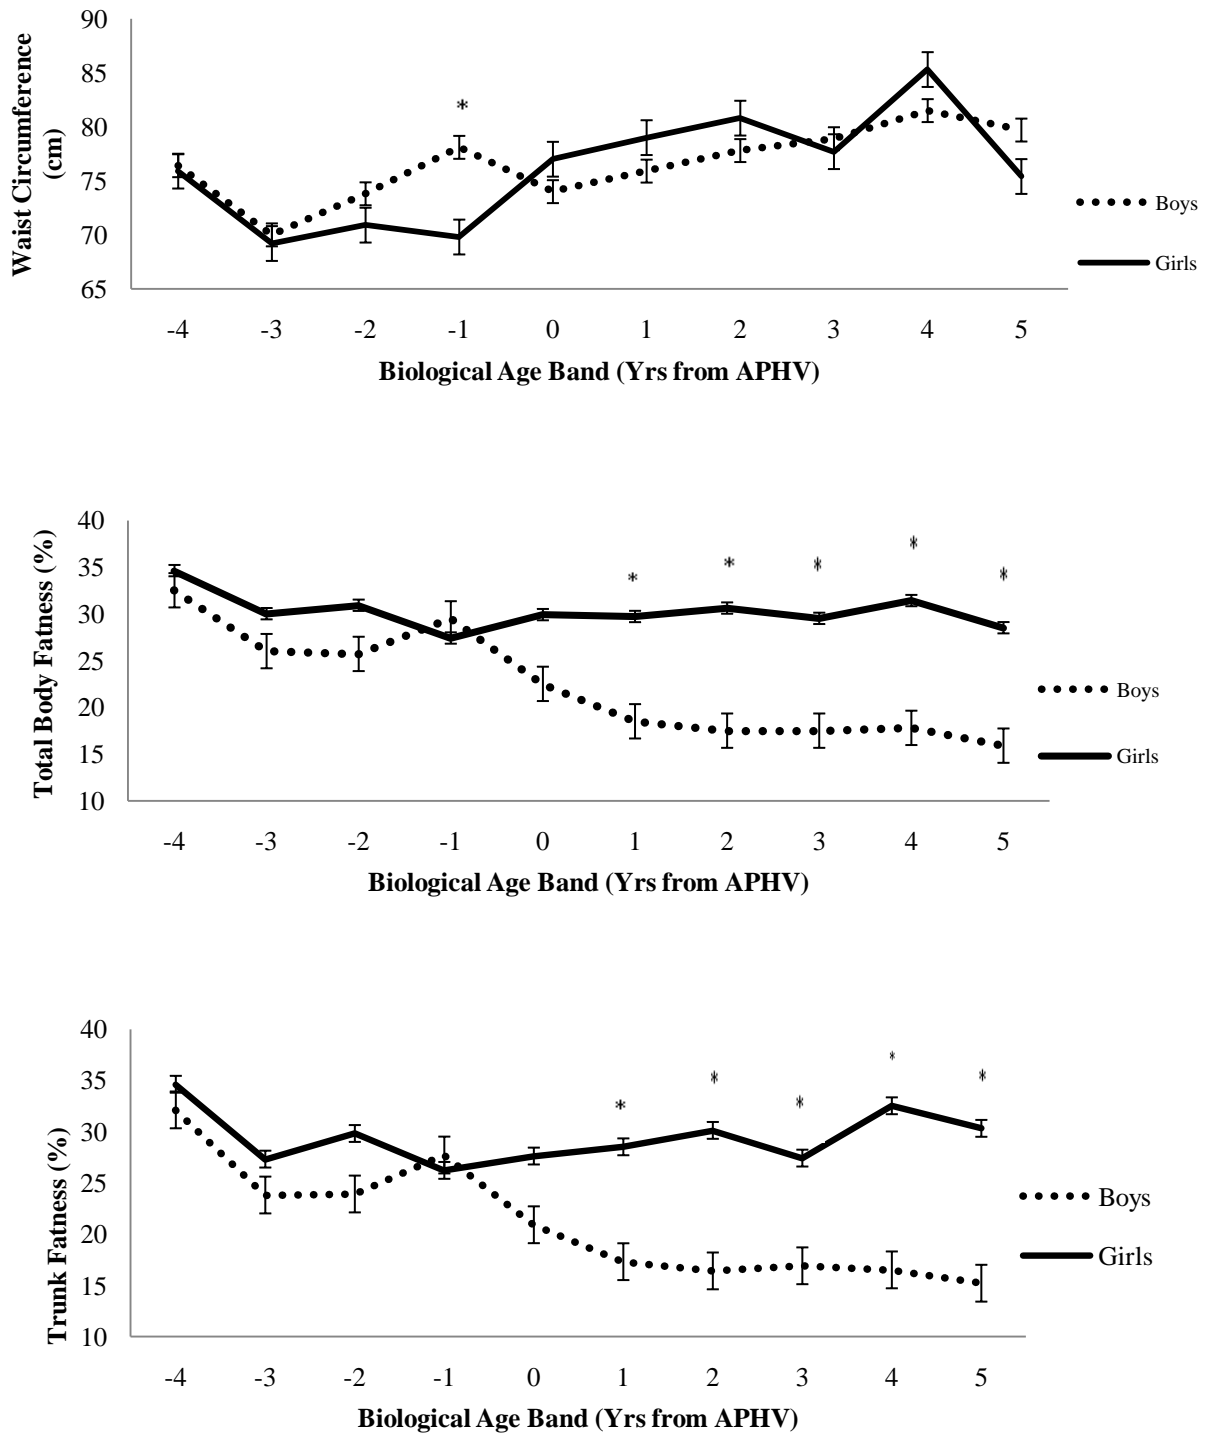 90
85
80
75
70
65
Waist Circumference
(cm)
*
-4 -3 -2 -1 0 1 2 3 4 5
Biological Age Band (Yrs from APHV)
Boys
Girls
40
35
30
25
20
15
10
Total Body Fatness (%)
* * * * *
-4 -3 -2 -1 0 1 2 3 4 5
Biological Age Band (Yrs from APHV)
Boys
Girls
40
35
30
25
20
15
10
Trunk Fatness (%)
* * * * *
-4 -3 -2 -1 0 1 2 3 4 5
Biological Age Band (Yrs from APHV)
Boys
Girls